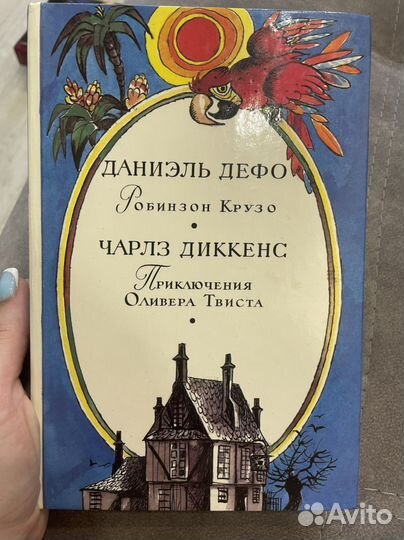 ДАНИЭЛЬ ДЕФО
РОБИНЗОН КРУЗО
•
ЧАРЛЗ ДИККЕНС
ПРИКЛЮЧЕНИЯ
ОЛИВЕРА ТВИСТА
•
Avito